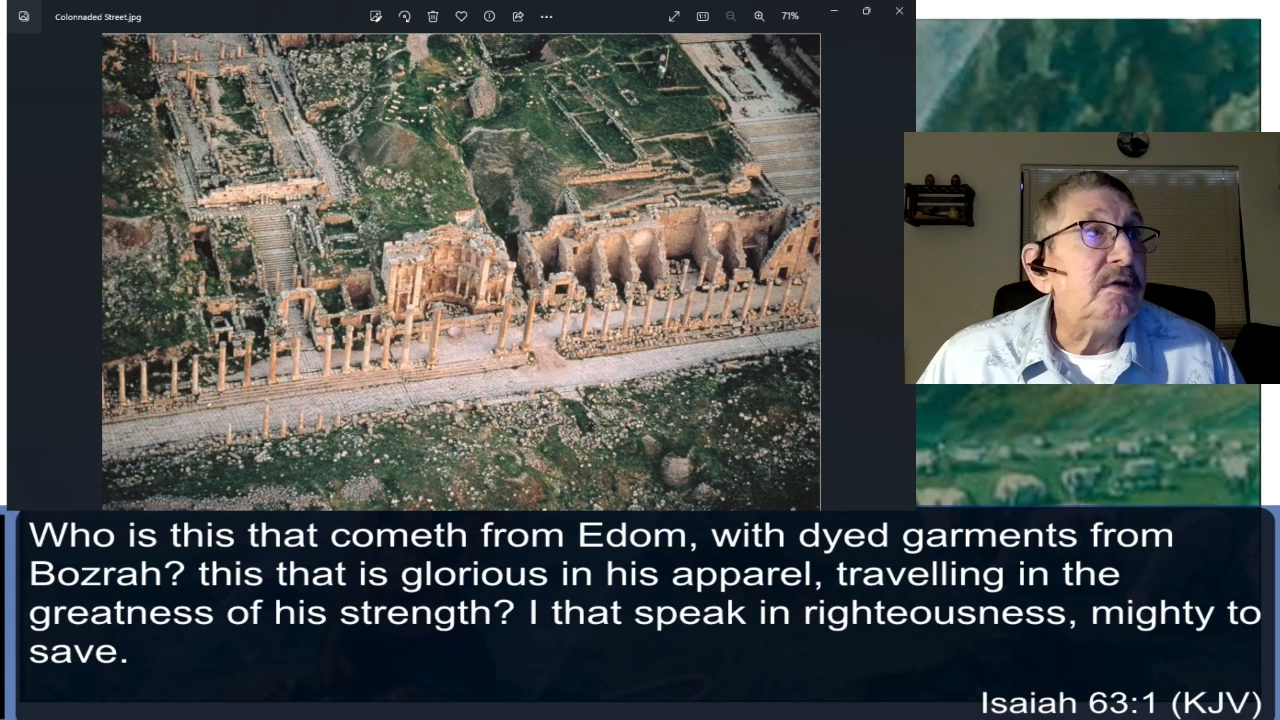 Colonnaded Street.jpg
71%
Who is this that cometh from Edom, with dyed garments from
Bozrah? this that is glorious in his apparel, travelling in the
greatness of his strength? I that speak in righteousness, mighty to
save.
Isaiah 63:1 (KJV)